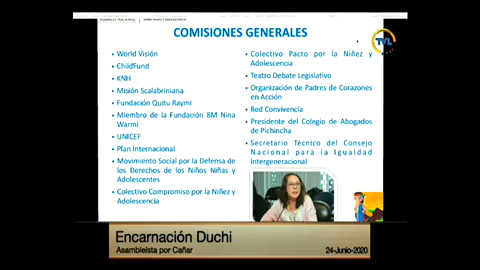 COMISIONES GENERALES
World Visión
ChildFund
KNH
Misión Scalabriniana
Fundación Quitu Raymi
Miembro de la Fundación 8M Nina
Warmi
UNICEF
Plan Internacional
Movimiento Social por la Defensa de
los Derechos de los Niños Niñas y
Adolescentes
Colectivo Compromiso por la Niñez y
Adolescencia
Colectivo Pacto por la Niñez y
Adolescencia
Teatro Debate Legislativo
Organización de Padres de Corazones
en Acción
Red Convivencia
Presidente del Colegio de Abogados
de Pichincha
Secretario Técnico del Consejo
Nacional para la Igualdad
Intergeneracional
TVL
Encarnación Duchi
Asambleista por Cañar
24-Junio-2020